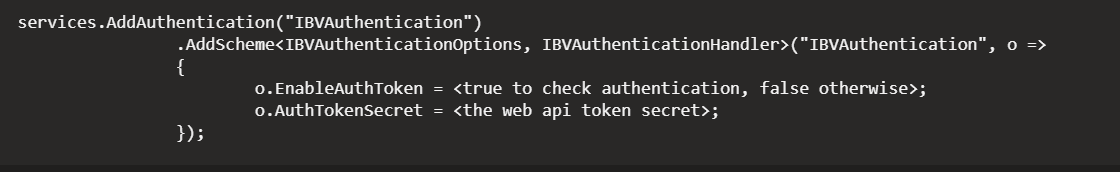 services.AddAuthentication("IBVAuthentication")
.AddScheme<IBVAuthenticationOptions, IBVAuthenticationHandler>("IBVAuthentication", o =>
{
o.EnableAuthToken = <true to check authentication, false otherwise>;
o.AuthTokenSecret = <the web api token secret>;
});